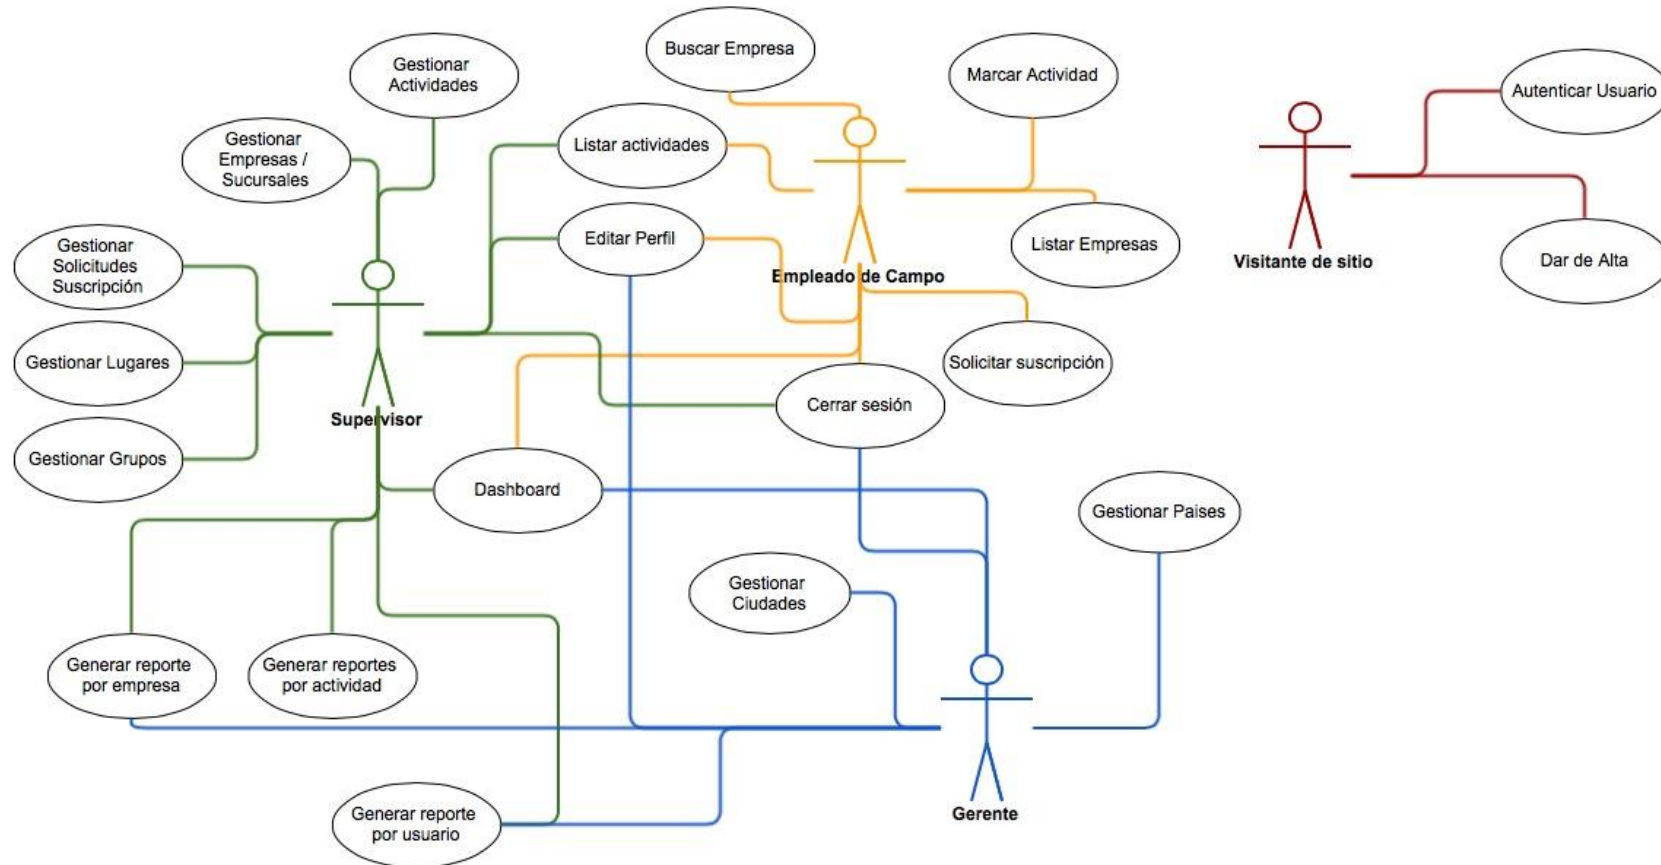 Buscar Empresa
Gestionar
Actividades
Marcar Actividad
Autenticar Usuario
Gestionar
Empresas /
Sucursales
Listar actividades
Gestionar
Solicitudes
Suscripción
Editar Perfil
Listar Empresas
Empleado de Campo
Visitante de sitio
Dar de Alta
Gestionar Lugares
Solicitar suscripción
Supervisor
Cerrar sesión
Gestionar Grupos
Dashboard
Gestionar Paises
Gestionar
Ciudades
Generar reporte
por empresa
Generar reportes
por actividad
Generar reporte
por usuario
Gerente